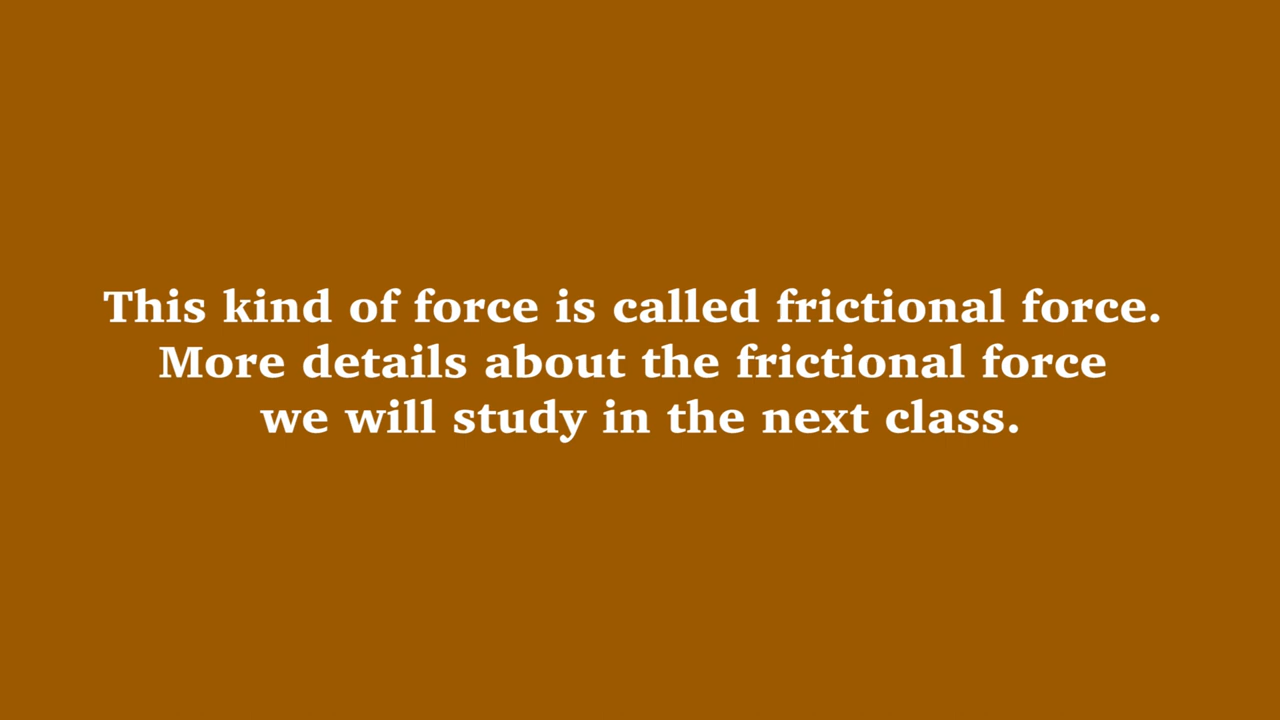 This kind of force is called frictional force.
More details about the frictional force
we will study in the next class.